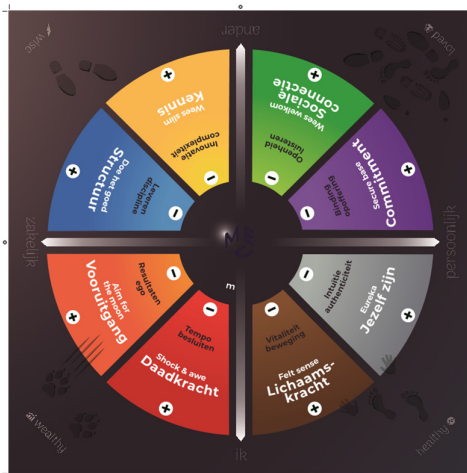 wise
ander
loved
Innovatie
complexiteit
Wees slim
Kennis
Openheid
luisteren
Wees welkom
Sociale
connectie
Leveren
discipline
Doe het goed
Structuur
Binding
opoffering
Secure base
Commitment
zakelijk
persoonlijk
Resultaten
ego
Aim for
the moon
Vooruitgang
Intuïtie
authenticiteit
Eureka
Jezelf zijn
Tempo
besluiten
Shock & awe
Daadkracht
Vitaliteit
beweging
Felt sense
Lichaams-
kracht
wealthy
ik
healthy